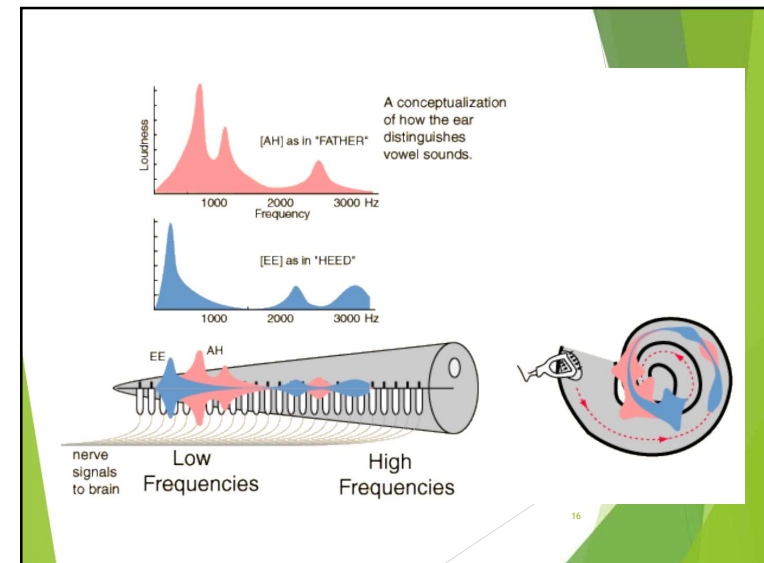 A conceptualization
of how the ear
distinguishes
vowel sounds.
Loudness
[AH] as in "FATHER"
1000 2000 3000 Hz
Frequency
[EE] as in "HEED"
1000 2000 3000 Hz
EE AH
nerve
signals
to brain
Low
Frequencies
High
Frequencies
16